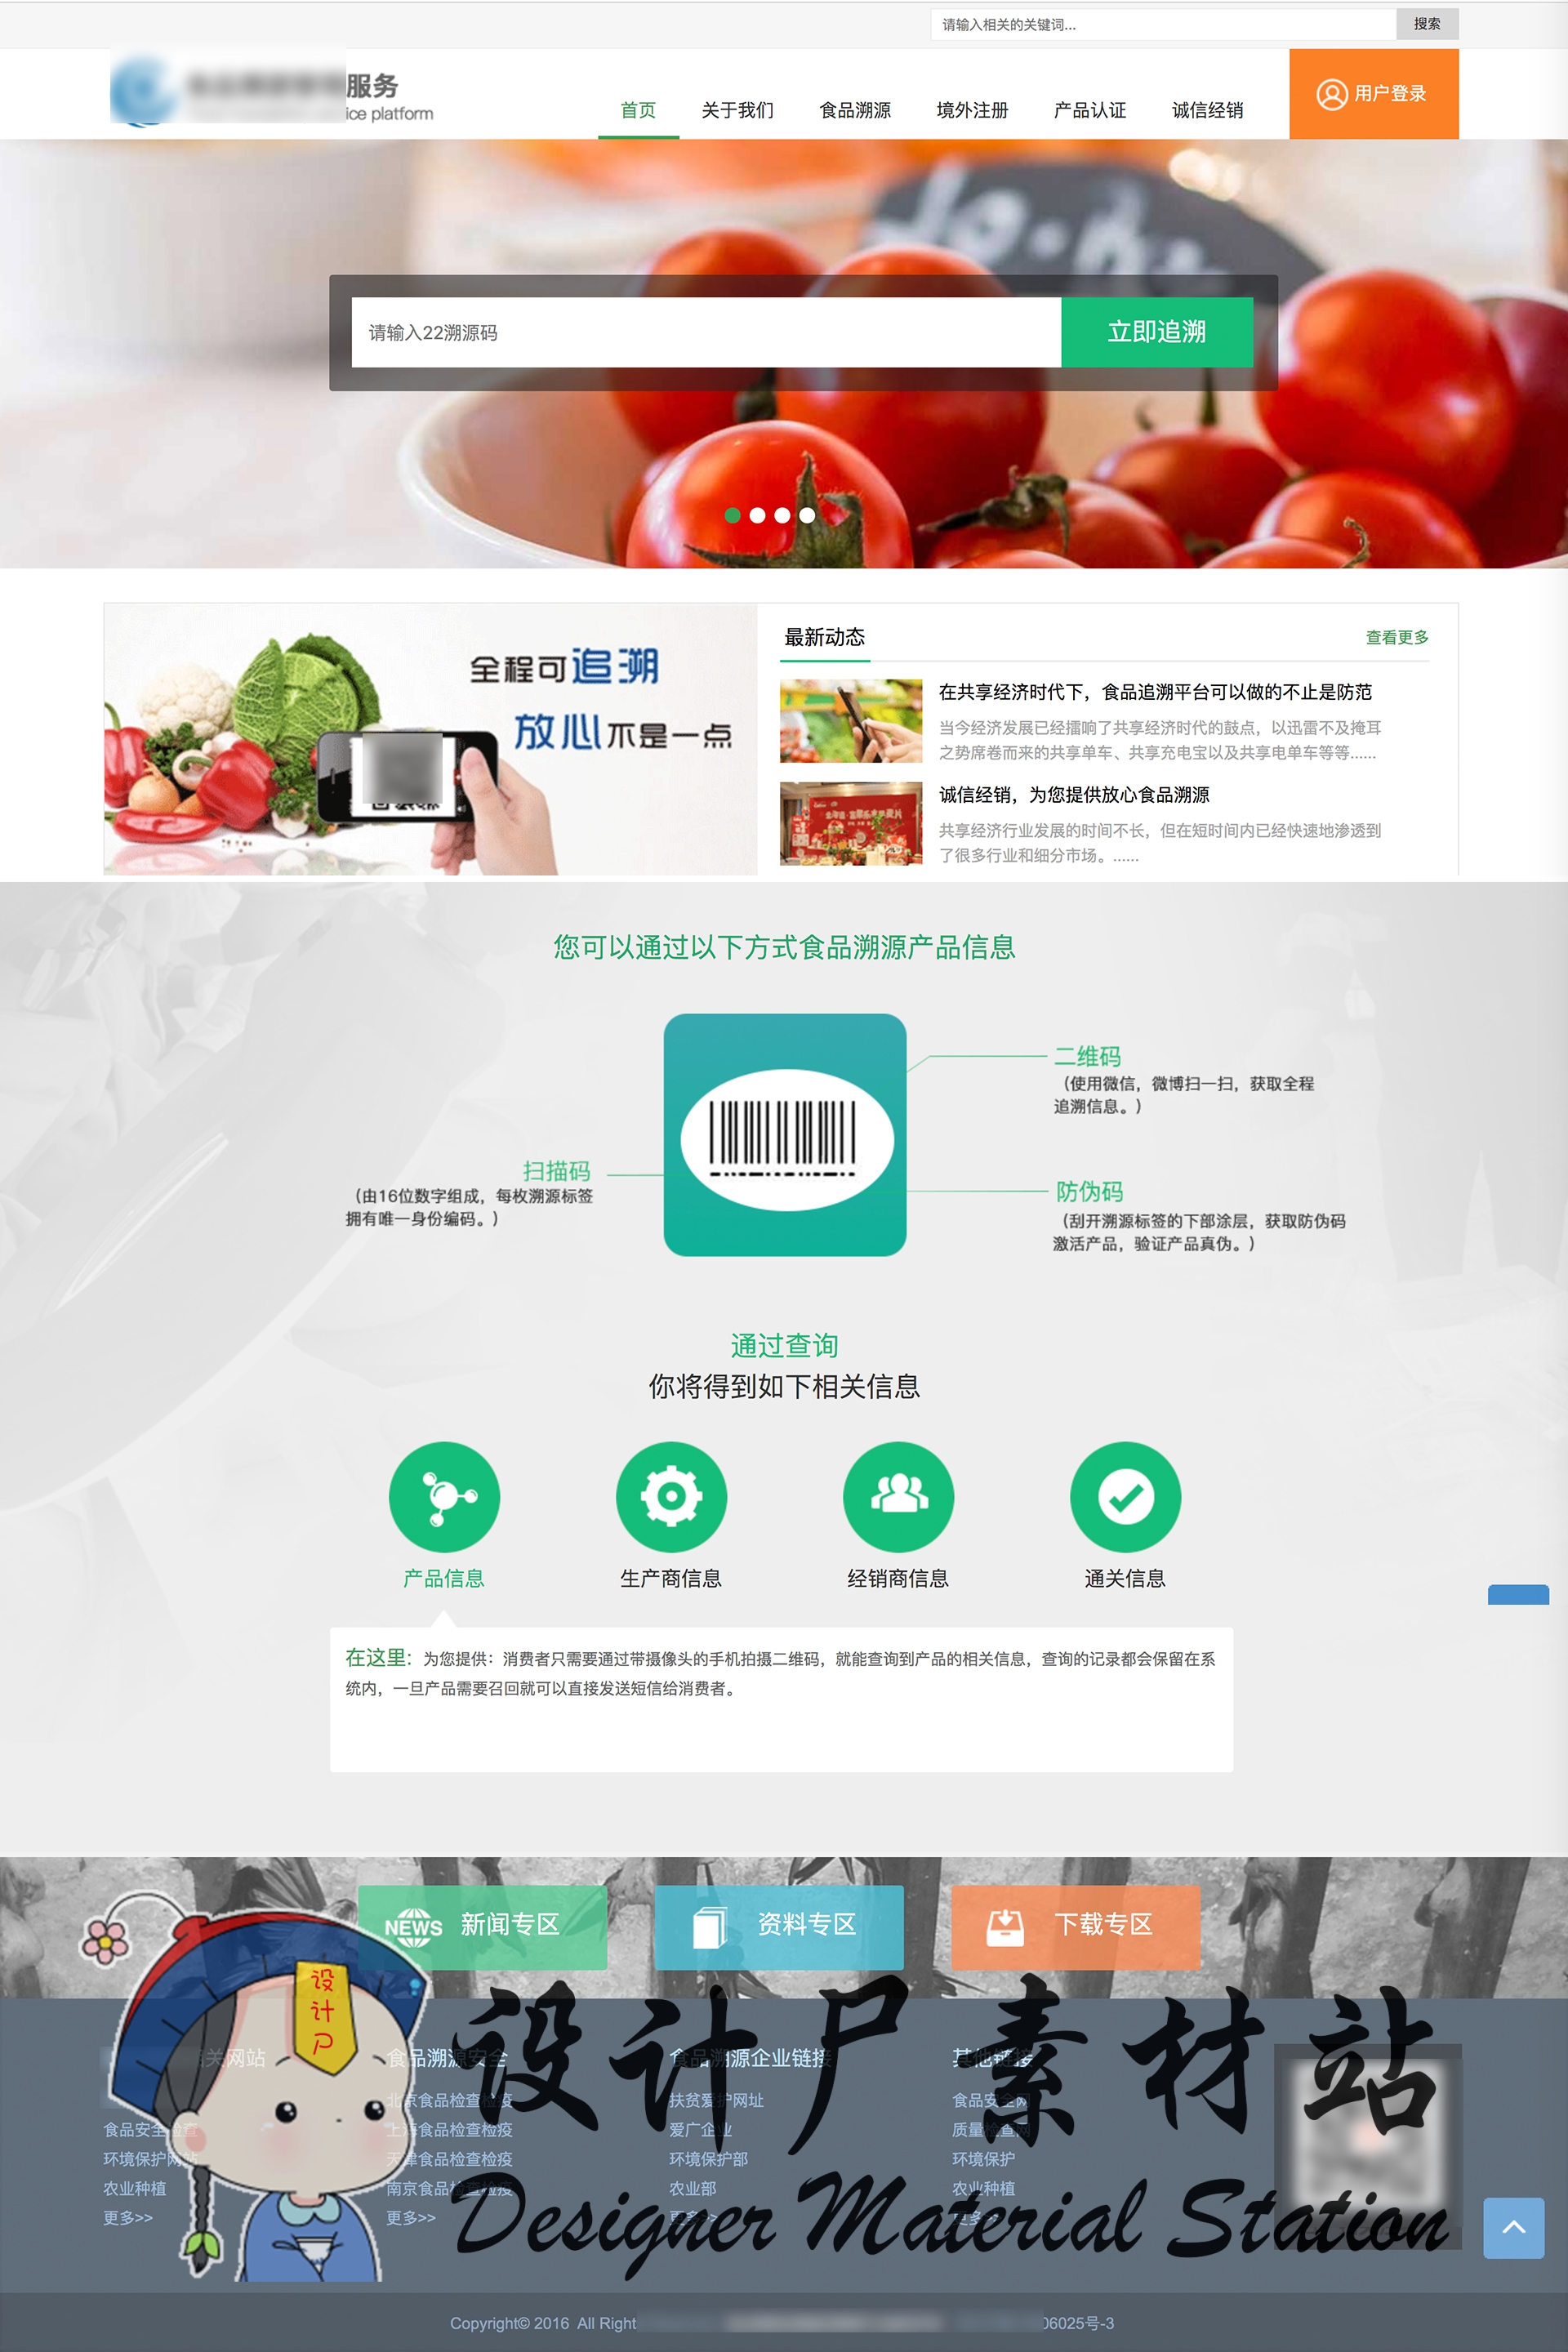 请输入相关的关键词...
搜索
服务
ice platform
首页
关于我们
食品溯源
境外注册
产品认证
诚信经销
用户登录
请输入22溯源码
立即追溯
全程可追溯
放心不是一点
最新动态
查看更多
在共享经济时代下，食品追溯平台可以做的不止是防范
当今经济发展已经擂响了共享经济时代的鼓点，以迅雷不及掩耳
之势席卷而来的共享单车、共享充电宝以及共享电单车等等......
诚信经销，为您提供放心食品溯源
共享经济行业发展的时间不长，但在短时间内已经快速地渗透到
了很多行业和细分市场。......
您可以通过以下方式食品溯源产品信息
二维码
（使用微信，微博扫一扫，获取全程
追溯信息。）
扫描码
（由16位数字组成，每枚溯源标签
拥有唯一身份编码。）
防伪码
（刮开溯源标签的下部涂层，获取防伪码
激活产品，验证产品真伪。）
通过查询
你将得到如下相关信息
产品信息
生产商信息
经销商信息
通关信息
在这里：为您提供：消费者只需要通过带摄像头的手机拍摄二维码，就能查询到产品的相关信息，查询的记录都会保留在系
统内，一旦产品需要召回就可以直接发送短信给消费者。
NEWS 新闻专区
资料专区
下载专区
设计尸
设计尸素材站
Designer Material Station
关网站
食品安全检查
环境保护网站
农业种植
更多>>
食品溯源安全
北京食品检查检疫
上海食品检查检疫
天津食品检查检疫
南京食品检查检疫
更多>>
食品溯源企业链接
扶贫爱护网址
爱广企业
环境保护部
农业部
更多>>
其他链接
食品安全网
质量检查网
环境保护
农业种植
更多>>
Copyright© 2016 All Right
06025号-3